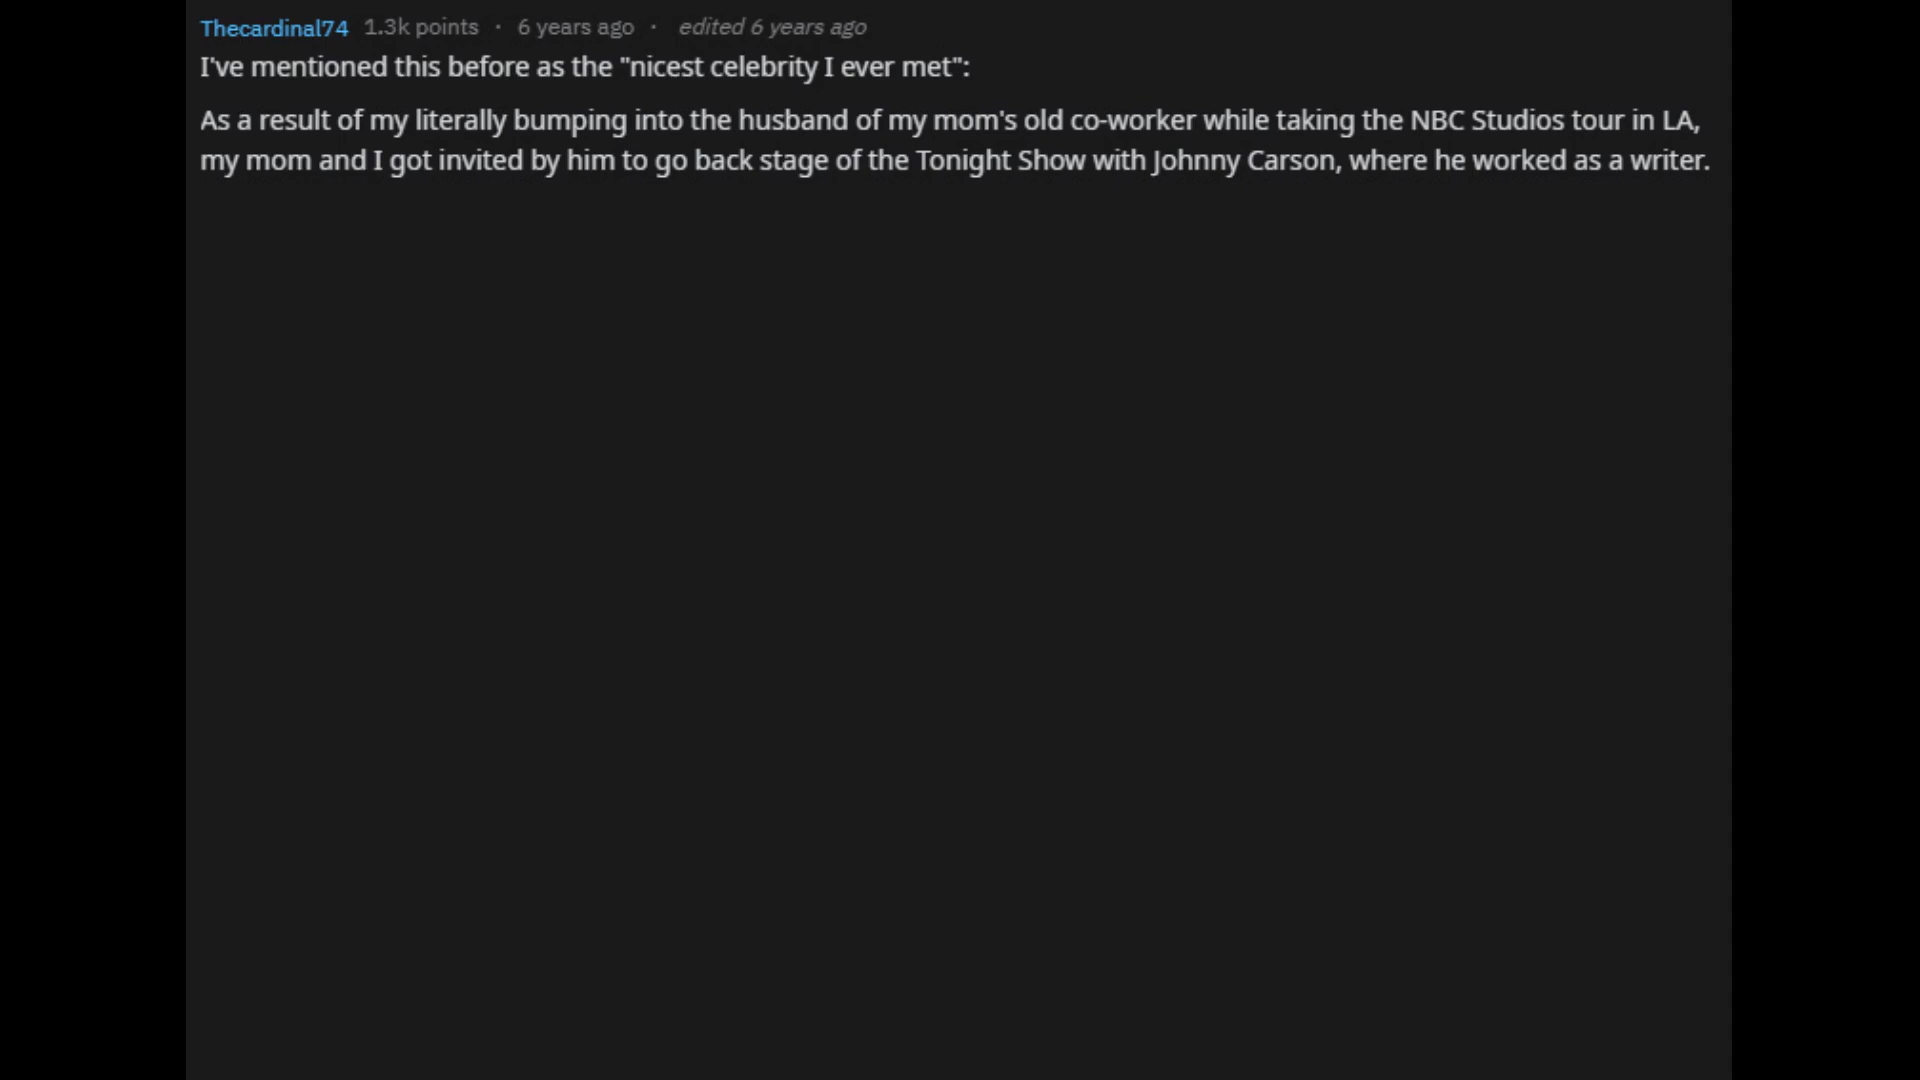 Thecardinal74 1.3k points · 6 years ago · edited 6 years ago
I've mentioned this before as the "nicest celebrity I ever met":
As a result of my literally bumping into the husband of my mom's old co-worker while taking the NBC Studios tour in LA,
my mom and I got invited by him to go back stage of the Tonight Show with Johnny Carson, where he worked as a writer.